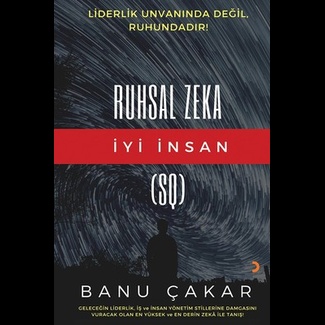 LİDERLİK UNVANINDA DEĞİL,
RUHUNDADIR!
RUHSAL ZEKA
İYİ İNSAN
(SQ)
BANU ÇAKAR
GELECEĞİN LİDERLİK, İŞ ve İNSAN YÖNETİM STİLLERİNE DAMGASINI
VURACAK OLAN EN YÜKSEK ve EN DERİN ZEKÂ İLE TANIŞ!